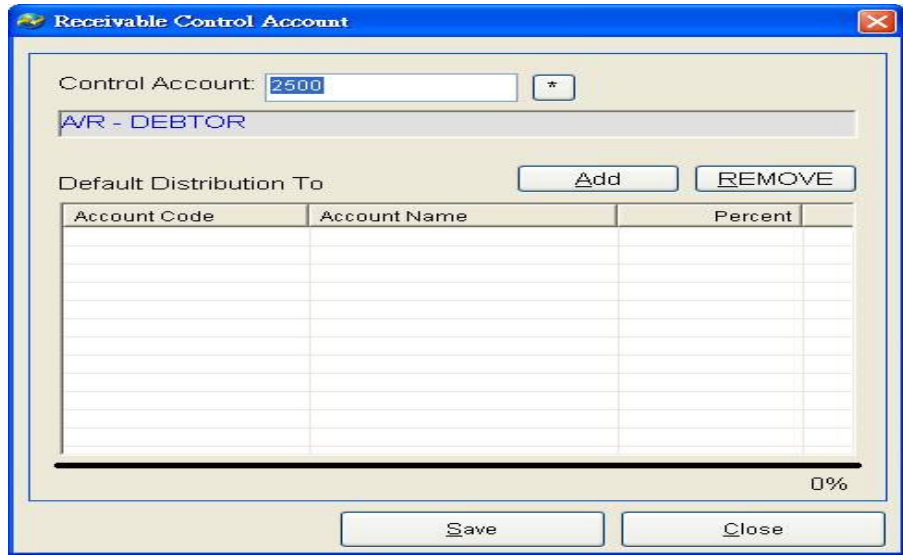 Receivable Control Account
Control Account: 2500 *
A/R - DEBTOR
Default Distribution To Add REMOVE
Account Code Account Name Percent
0%
Save Close